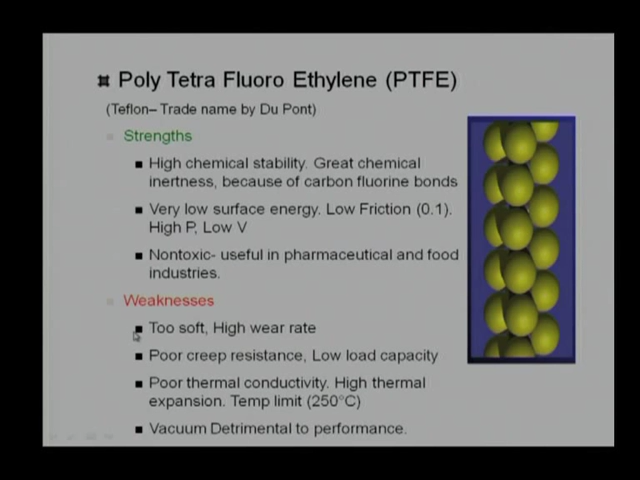 Poly Tetra Fluoro Ethylene (PTFE)
(Teflon– Trade name by Du Pont)
Strengths
High chemical stability. Great chemical
inertness, because of carbon fluorine bonds
Very low surface energy. Low Friction (0.1).
High P, Low V
Nontoxic- useful in pharmaceutical and food
industries.
Weaknesses
Too soft, High wear rate
Poor creep resistance, Low load capacity
Poor thermal conductivity. High thermal
expansion. Temp limit (250°C)
Vacuum Detrimental to performance.